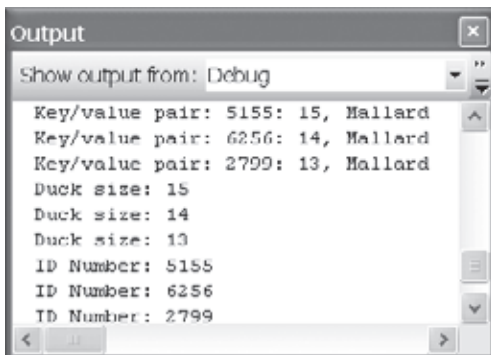 Output
Show output from: Debug
Key/value pair: 5155: 15, Mallard
Key/value pair: 6256: 14, Mallard
Key/value pair: 2799: 13, Mallard
Duck size: 15
Duck size: 14
Duck size: 13
ID Number: 5155
ID Number: 6256
ID Number: 2799